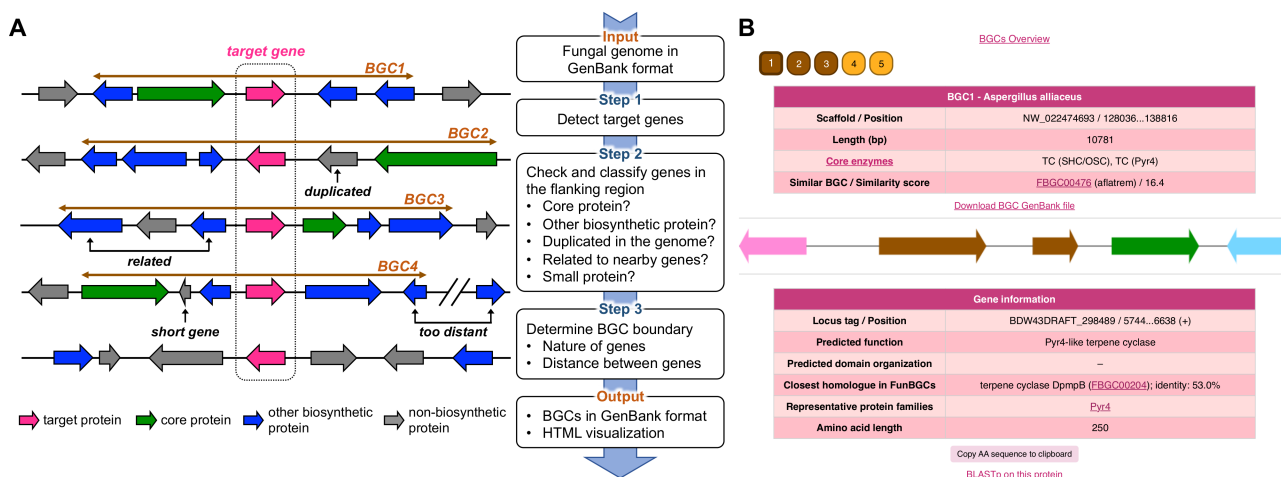 A
target gene
BGC1
BGC2
duplicated
BGC3
related
BGC4
short gene
too distant
target protein
core protein
other biosynthetic
protein
non-biosynthetic
protein
Input
Fungal genome in
GenBank format
Step 1
Detect target genes
Step 2
Check and classify genes in
the flanking region
• Core protein?
• Other biosynthetic protein?
• Duplicated in the genome?
• Related to nearby genes?
• Small protein?
Step 3
Determine BGC boundary
• Nature of genes
• Distance between genes
Output
• BGCs in GenBank format
• HTML visualization
B
BGCs Overview
1 2 3 4 5
BGC1 - Aspergillus alliaceus
Scaffold / Position NW_022474693 / 128036...138816
Length (bp) 10781
Core enzymes TC (SHC/OSC), TC (Pyr4)
Similar BGC / Similarity score FBGC00476 (aflatrem) / 16.4
Download BGC GenBank file
Gene information
Locus tag / Position BDW43DRAFT_298489 / 5744...6638 (+)
Predicted function Pyr4-like terpene cyclase
Predicted domain organization –
Closest homologue in FunBGCs terpene cyclase DpmpB (FBGC00204); identity: 53.0%
Representative protein families Pyr4
Amino acid length 250
Copy AA sequence to clipboard
BLASTp on this protein